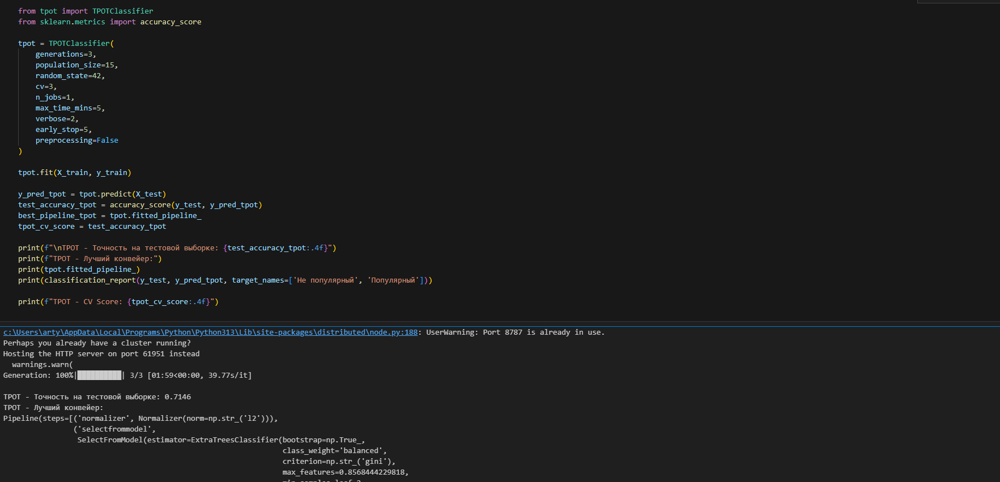 from tpot import TPOTClassifier
from sklearn.metrics import accuracy_score
tpot = TPOTClassifier(
    generations=3,
    population_size=15,
    random_state=42,
    cv=3,
    n_jobs=1,
    max_time_mins=5,
    verbose=2,
    early_stop=5,
    preprocessing=False
)
tpot.fit(X_train, y_train)
y_pred_tpot = tpot.predict(X_test)
test_accuracy_tpot = accuracy_score(y_test, y_pred_tpot)
best_pipeline_tpot = tpot.fitted_pipeline_
tpot_cv_score = test_accuracy_tpot
print(f"\nTPOT - Точность на тестовой выборке: {test_accuracy_tpot:.4f}")
print(f"TPOT - Лучший конвейер:")
print(tpot.fitted_pipeline_)
print(classification_report(y_test, y_pred_tpot, target_names=['Не популярный', 'Популярный']))
print(f"TPOT - CV Score: {tpot_cv_score:.4f}")
c:\Users\arty\AppData\Local\Programs\Python\Python313\Lib\site-packages\distributed\node.py:188: UserWarning: Port 8787 is already in use.
Perhaps you already have a cluster running?
Hosting the HTTP server on port 61951 instead
  warnings.warn(
Generation: 100%|██████████| 3/3 [01:59<00:00, 39.77s/it]
TPOT - Точность на тестовой выборке: 0.7146
TPOT - Лучший конвейер:
Pipeline(steps=[('normalizer', Normalizer(norm=np.str_('l2'))),
                ('selectfrommodel',
                 SelectFromModel(estimator=ExtraTreesClassifier(bootstrap=np.True_,
                                                                class_weight='balanced',
                                                                criterion=np.str_('gini'),
                                                                max_features=0.8568444229818,